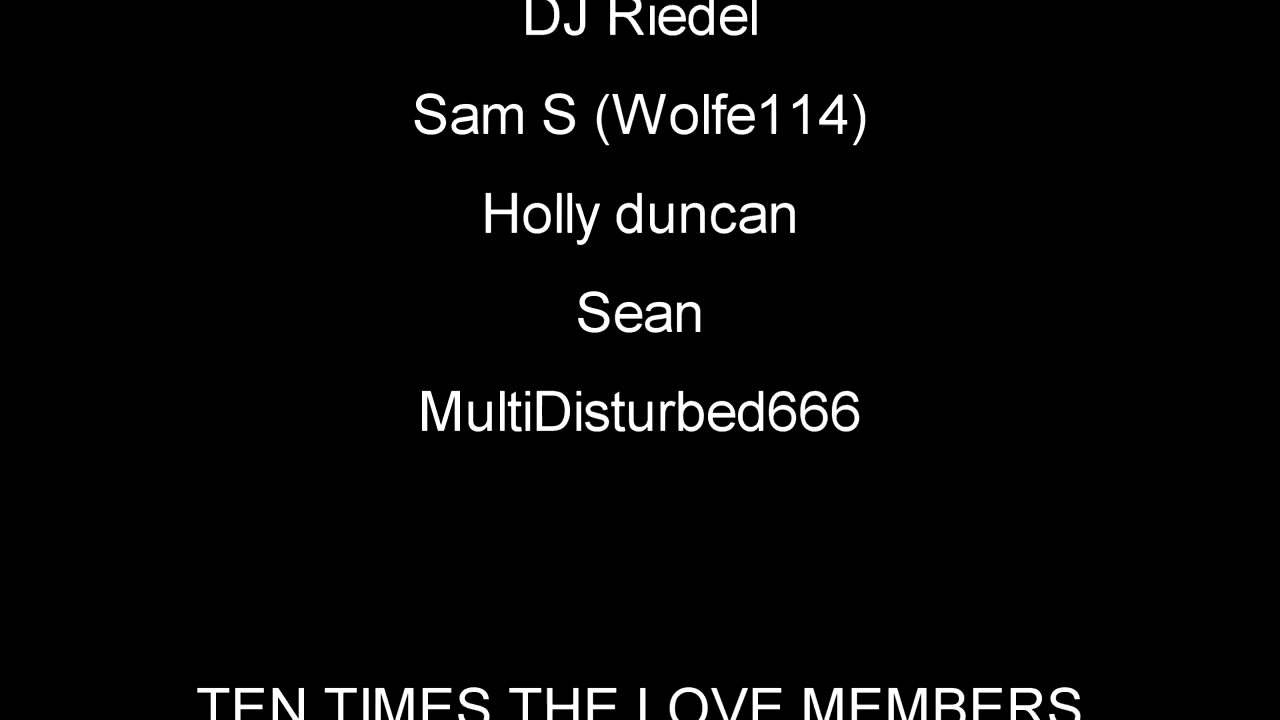 DJ Riedel
Sam S (Wolfe114)
Holly duncan
Sean
MultiDisturbed666
TEN TIMES THE LOVE MEMBERS